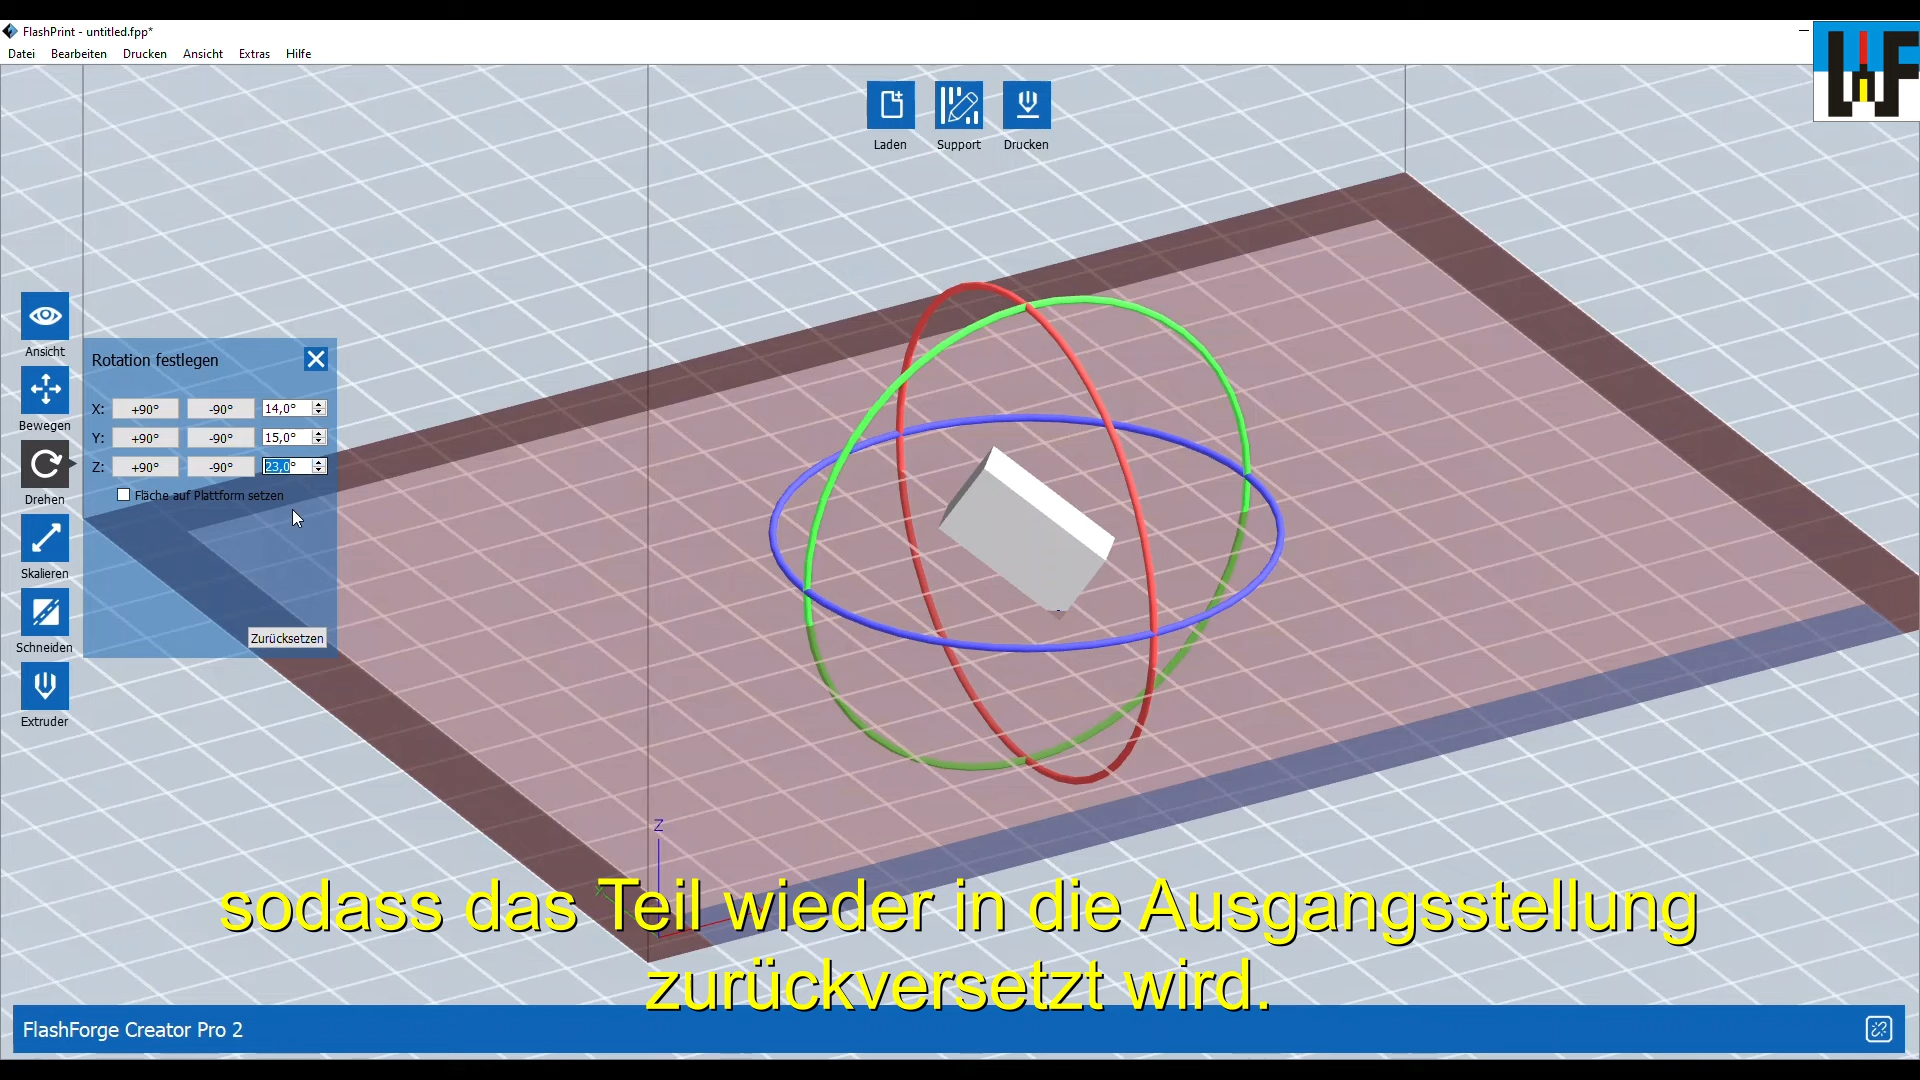 FlashPrint - untitled.fpp*
Datei Bearbeiten Drucken Ansicht Extras Hilfe
Laden Support Drucken
Ansicht
Bewegen
Drehen
Skalieren
Schneiden
Extruder
Rotation festlegen
X: +90° -90° 14,0°
Y: +90° -90° 15,0°
Z: +90° -90° 23,0°
Fläche auf Plattform setzen
Zurücksetzen
Z
sodass das Teil wieder in die Ausgangsstellung
zurückversetzt wird.
FlashForge Creator Pro 2